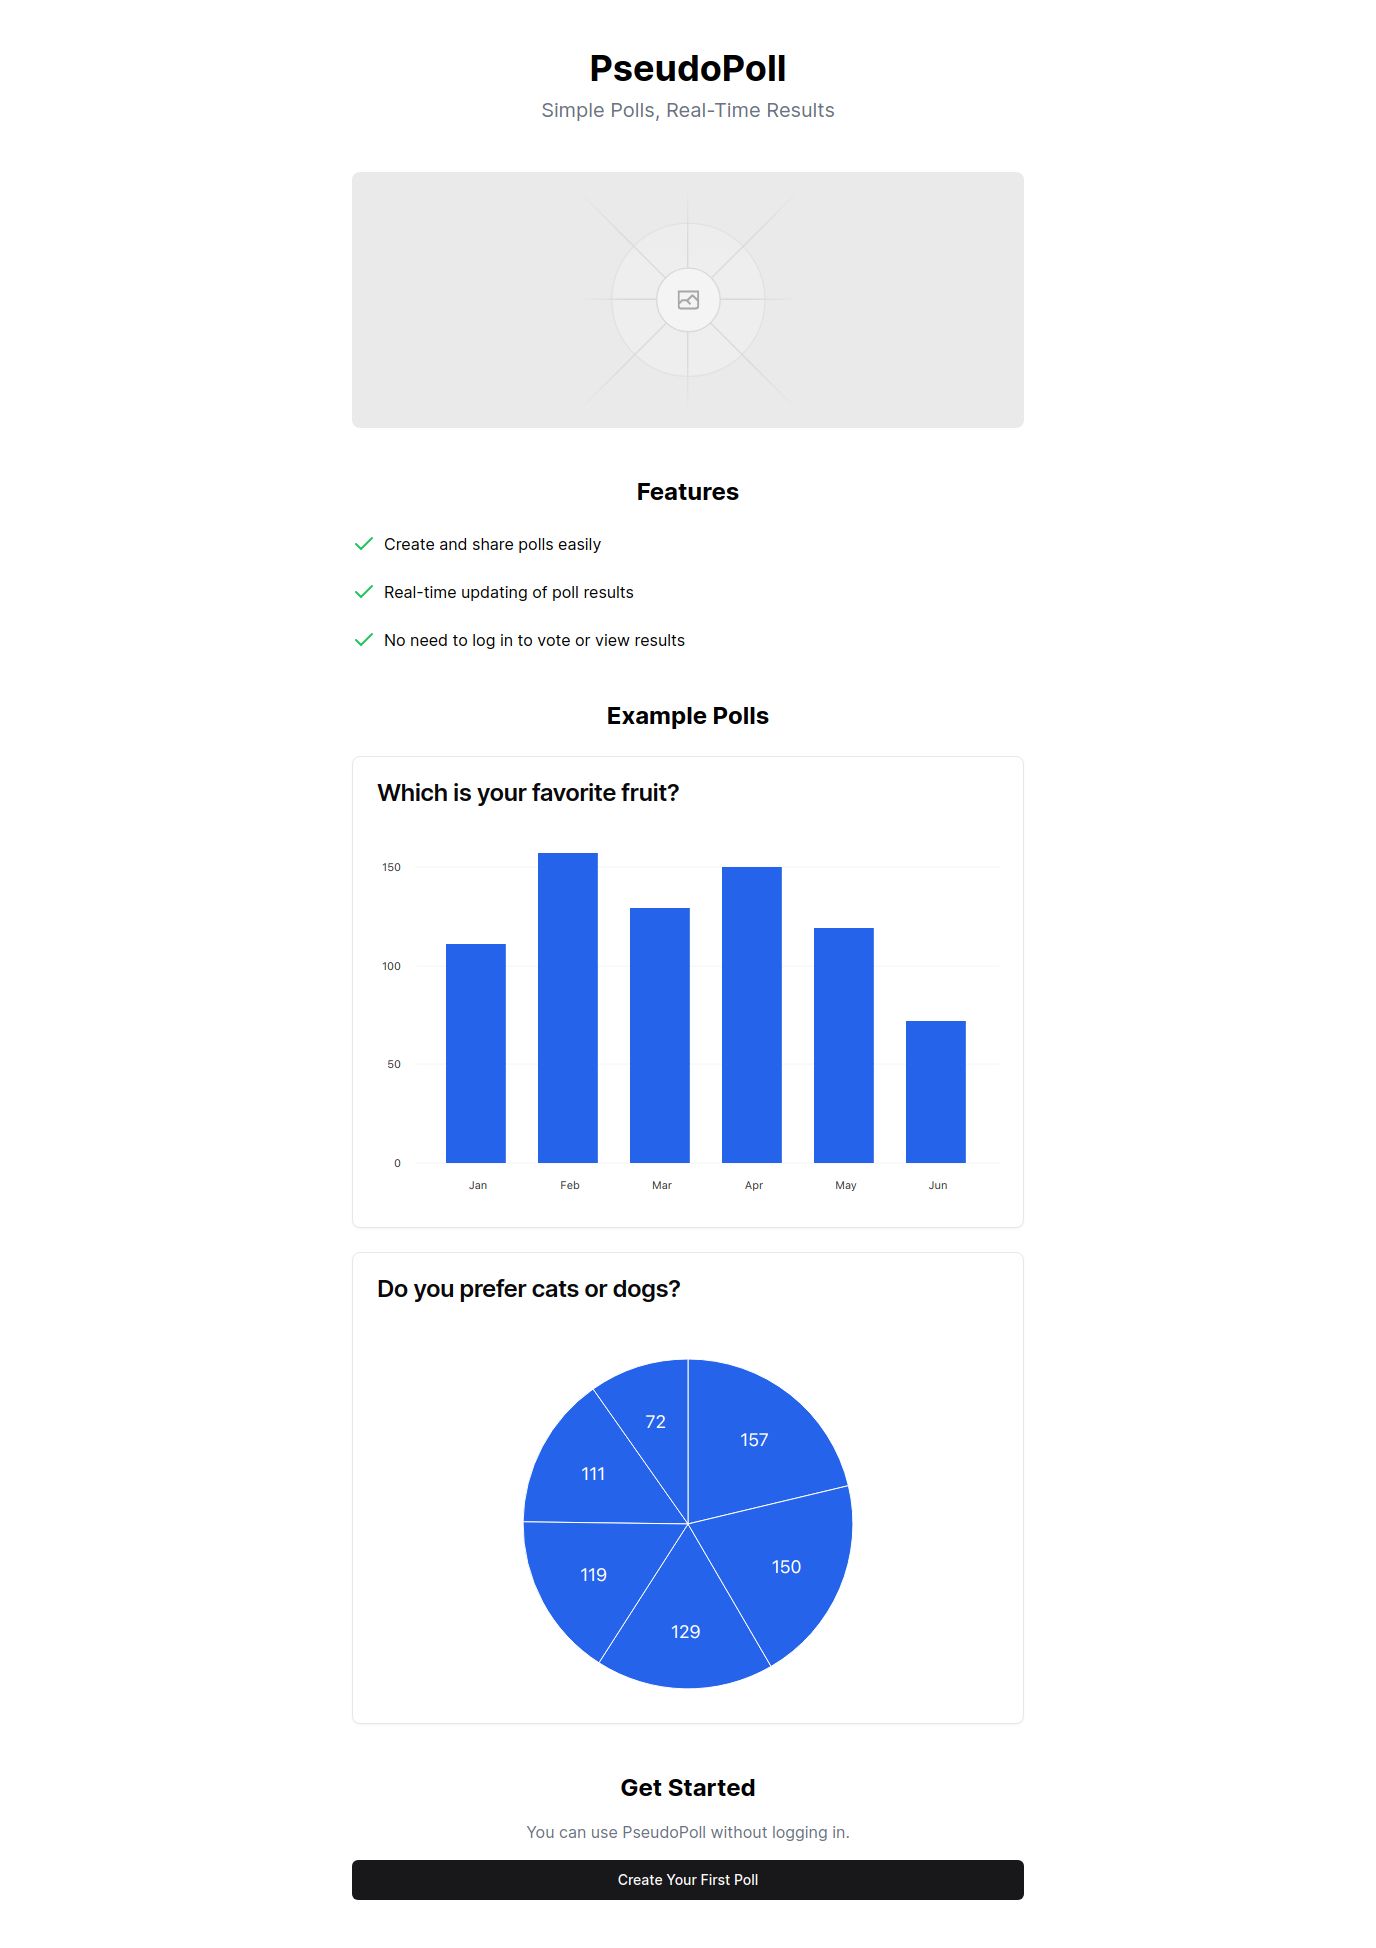 PseudoPoll
Simple Polls, Real-Time Results
Features
Create and share polls easily
Real-time updating of poll results
No need to log in to vote or view results
Example Polls
Which is your favorite fruit?
150
100
50
0
Jan Feb Mar Apr May Jun
Do you prefer cats or dogs?
72
157
111
150
119
129
Get Started
You can use PseudoPoll without logging in.
Create Your First Poll